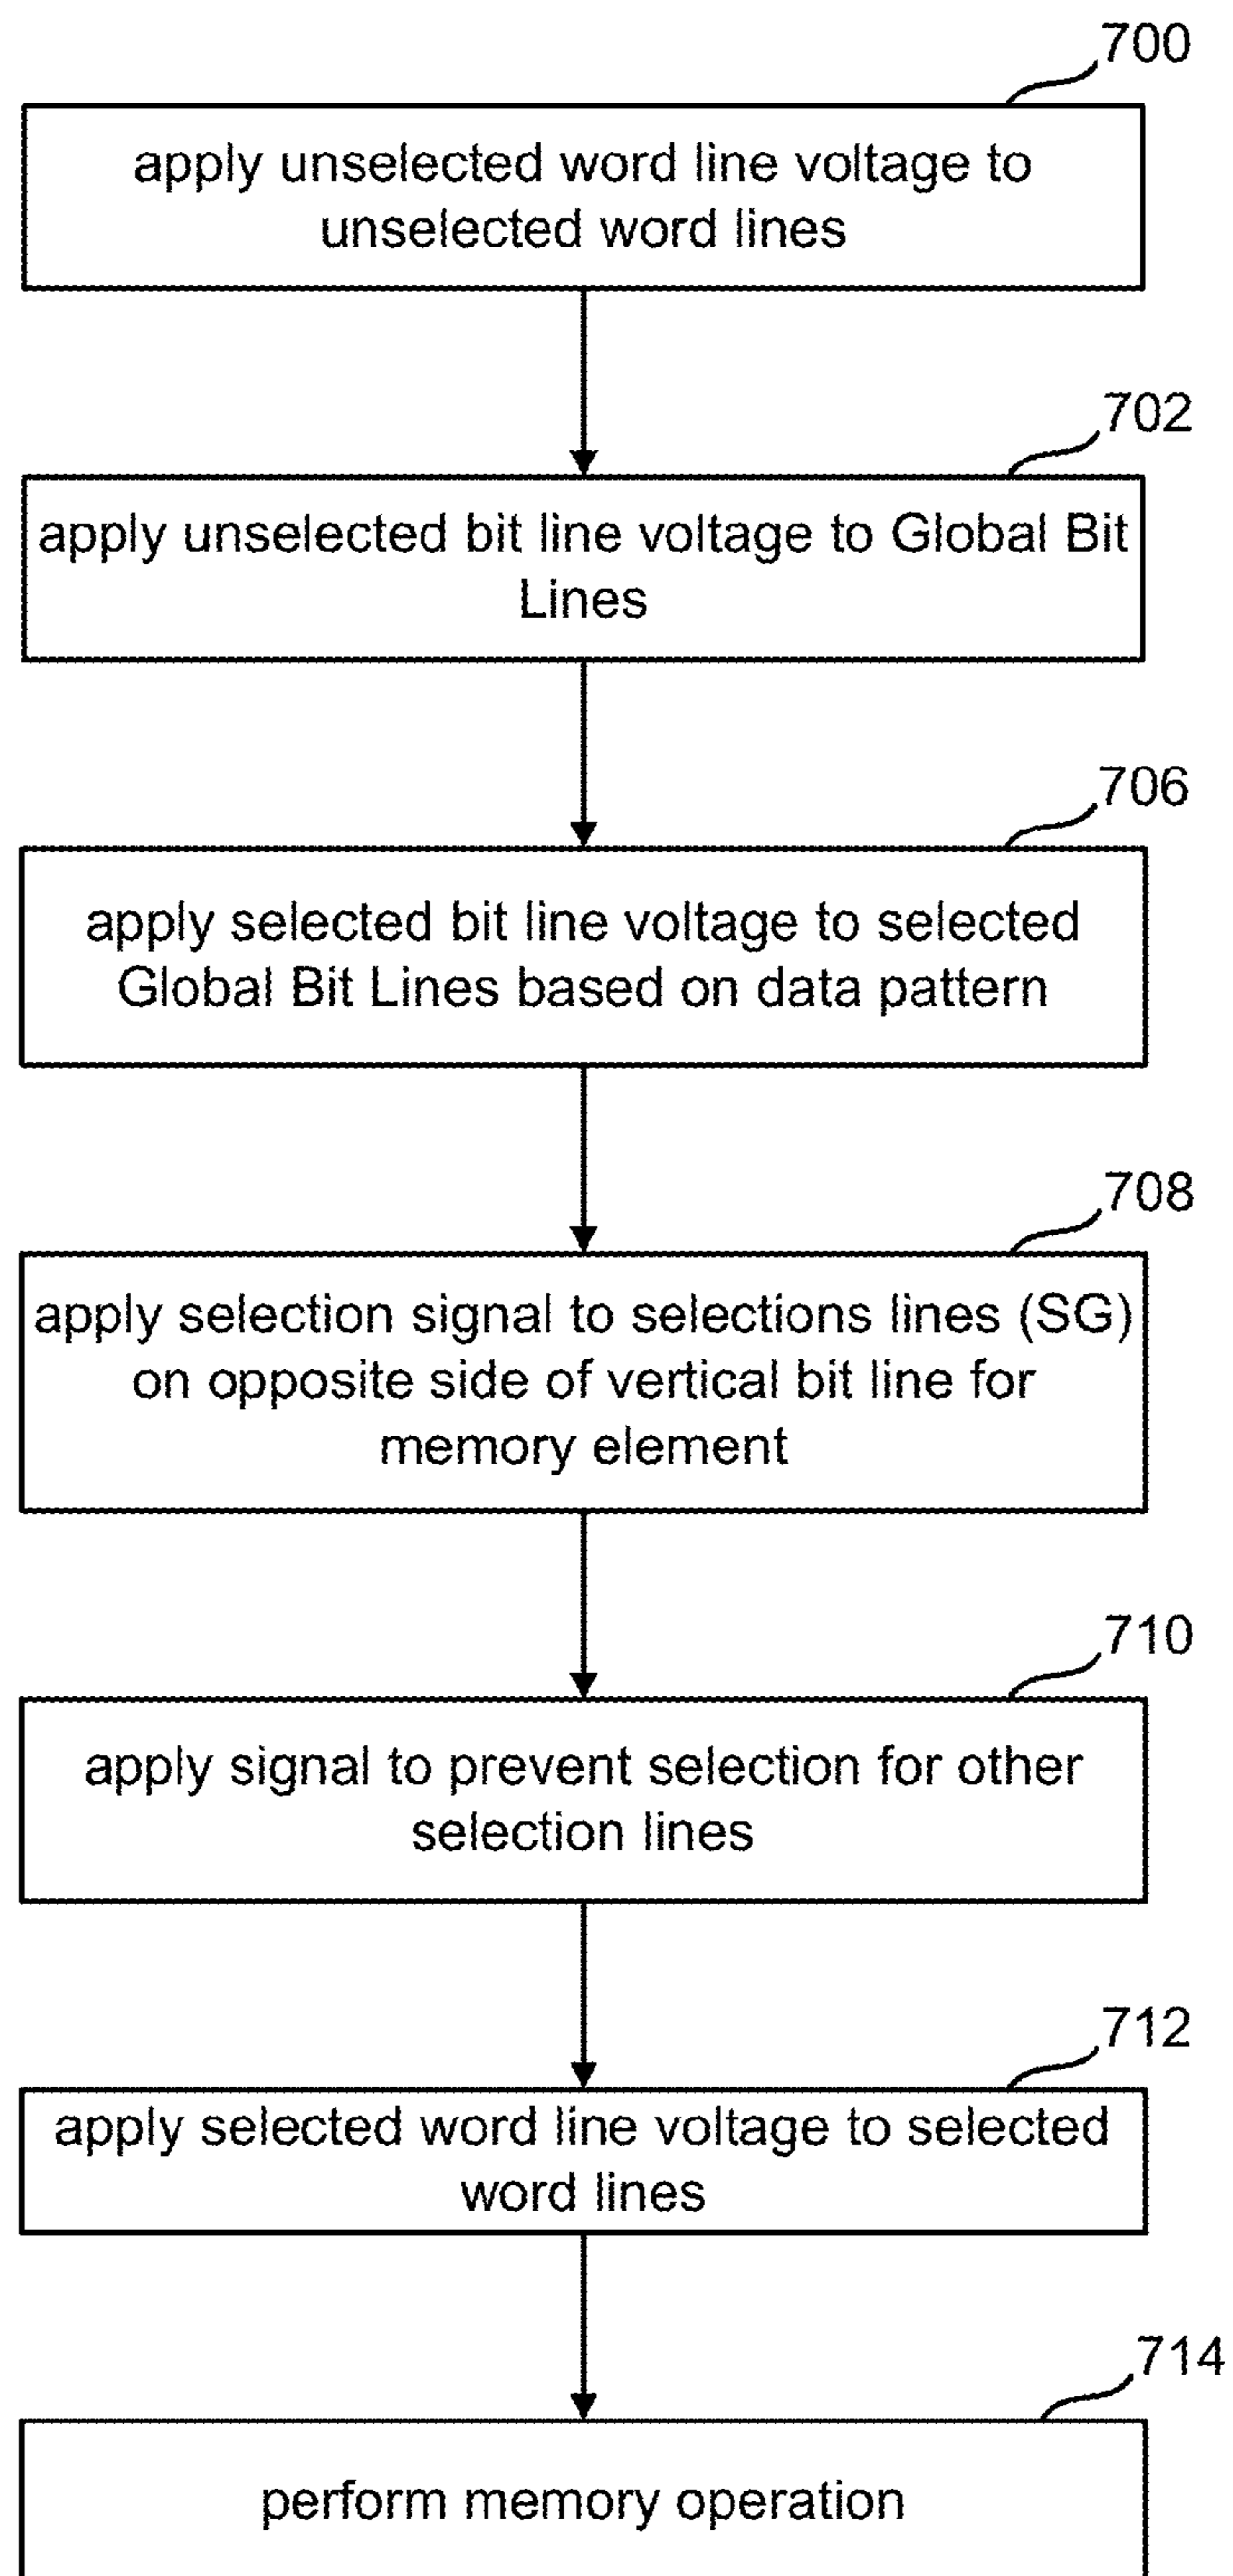 700
apply unselected word line voltage to
unselected word lines
702
apply unselected bit line voltage to Global Bit
Lines
706
apply selected bit line voltage to selected
Global Bit Lines based on data pattern
708
apply selection signal to selections lines (SG)
on opposite side of vertical bit line for
memory element
710
apply signal to prevent selection for other
selection lines
712
apply selected word line voltage to selected
word lines
714
perform memory operation